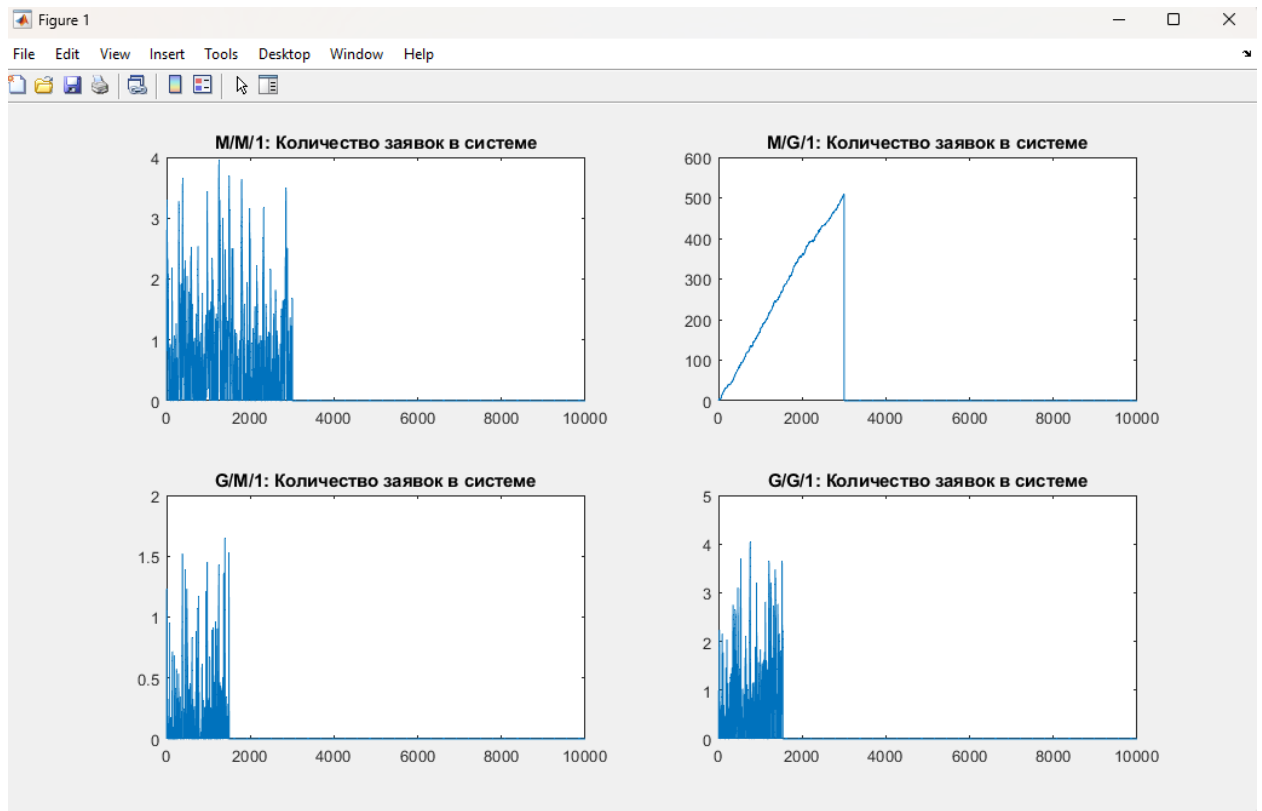 Figure 1
File Edit View Insert Tools Desktop Window Help
M/M/1: Количество заявок в системе
4
3
2
1
0
0 2000 4000 6000 8000 10000
M/G/1: Количество заявок в системе
600
500
400
300
200
100
0
0 2000 4000 6000 8000 10000
G/M/1: Количество заявок в системе
2
1.5
1
0.5
0
0 2000 4000 6000 8000 10000
G/G/1: Количество заявок в системе
5
4
3
2
1
0
0 2000 4000 6000 8000 10000